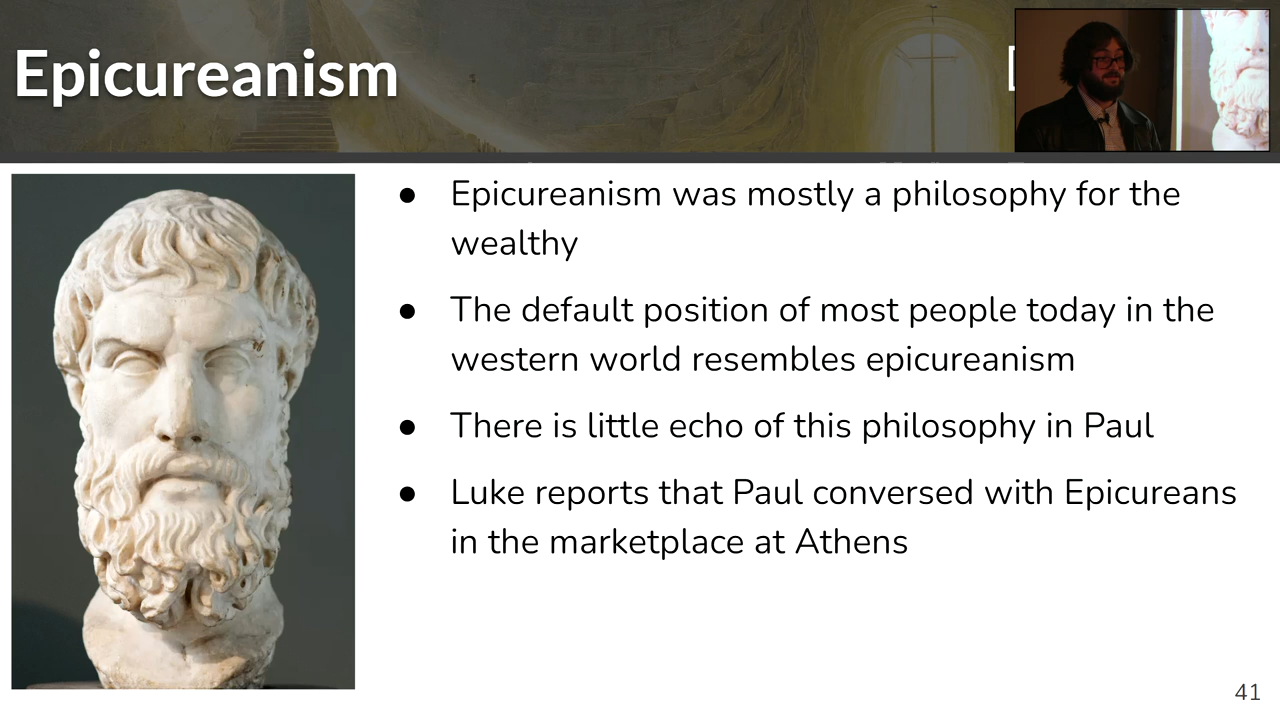 Epicureanism
● Epicureanism was mostly a philosophy for the
wealthy
● The default position of most people today in the
western world resembles epicureanism
● There is little echo of this philosophy in Paul
● Luke reports that Paul conversed with Epicureans
in the marketplace at Athens
41